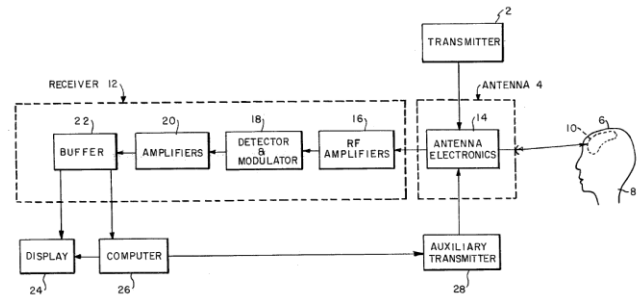 2
TRANSMITTER
RECEIVER 12
ANTENNA 4
22
20
18
16
14
10
6
BUFFER
AMPLIFIERS
DETECTOR
&
MODULATOR
RF
AMPLIFIERS
ANTENNA
ELECTRONICS
8
DISPLAY
COMPUTER
AUXILIARY
TRANSMITTER
24
26
28